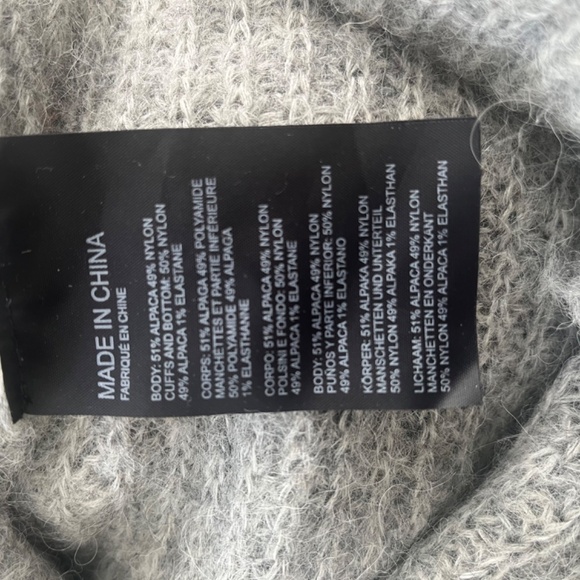 MADE IN CHINA
FABRIQUÉ EN CHINE
BODY: 51% ALPACA 49% NYLON
CUFFS AND BOTTOM: 50% NYLON
49% ALPACA 1% ELASTANE
CORPS: 51% ALPACA 49% POLYAMIDE
MANCHETTES ET PARTIE INFÉRIEURE
50% POLYAMIDE 49% ALPAGA
1% ELASTHANNE
CORPO: 51% ALPACA 49% NYLON
POLSINI E FONDO: 50% NYLON
49% ALPACA 1% ELASTANE
BODY: 51% ALPACA 49% NYLON
PUÑOS Y PARTE INFERIOR: 50% NYLON
49% ALPACA 1% ELASTANO
KÖRPER: 51% ALPAKA 49% NYLON
MANCHETTEN UND UNTERTEIL
50% NYLON 49% ALPAKA 1% ELASTHAN
LICHAAM: 51% ALPACA 49% NYLON
MANCHETTEN EN ONDERKANT
50% NYLON 49% ALPACA 1% ELASTHAN